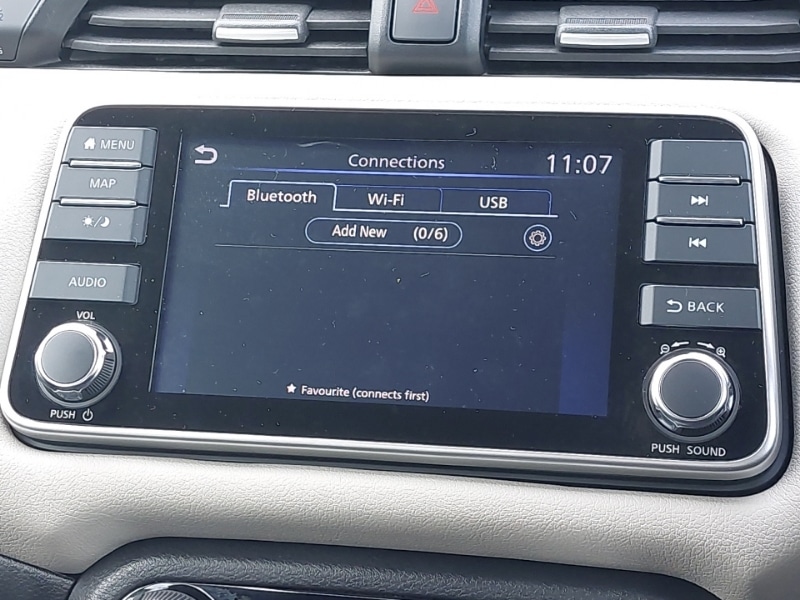 MENU
MAP
AUDIO
VOL
PUSH
Connections 11:07
Bluetooth Wi-Fi USB
Add New (0/6)
Favourite (connects first)
BACK
PUSH SOUND